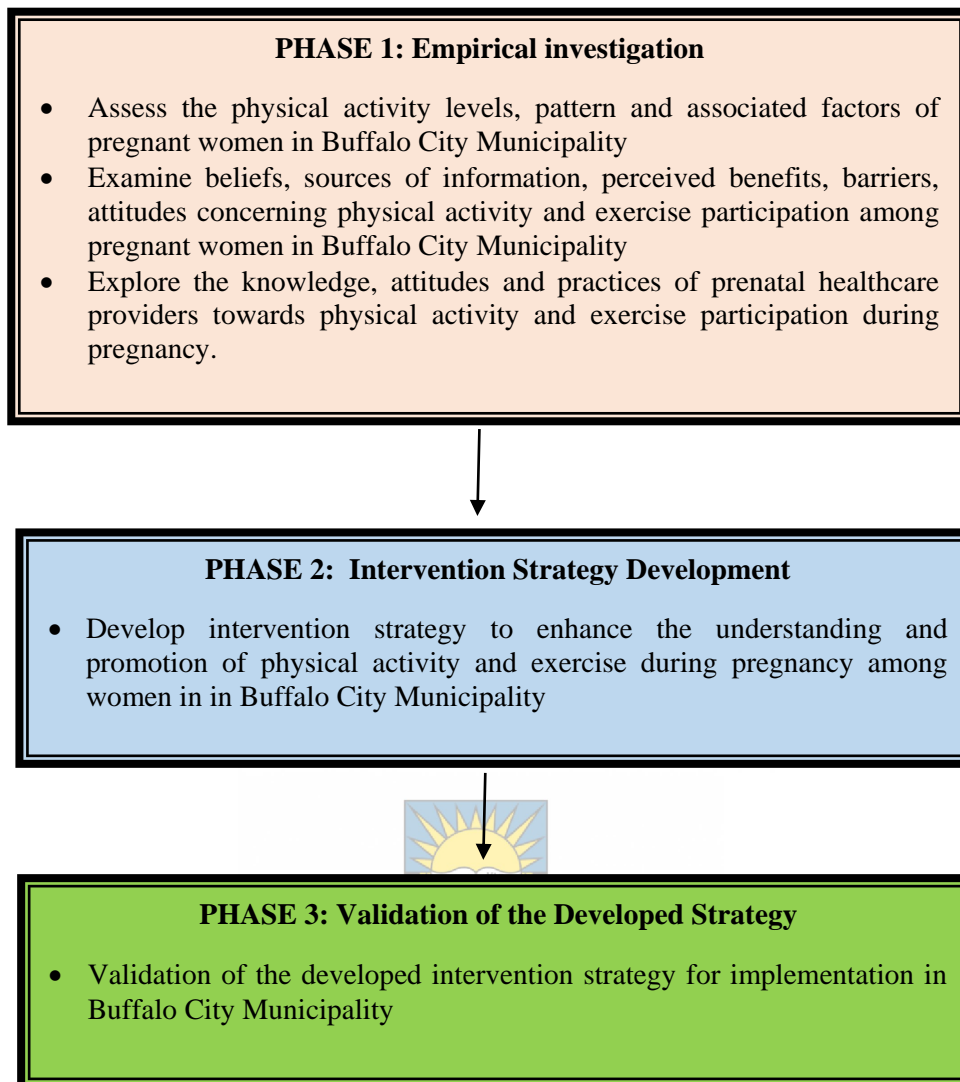 PHASE 1: Empirical investigation
• Assess the physical activity levels, pattern and associated factors of
pregnant women in Buffalo City Municipality
• Examine beliefs, sources of information, perceived benefits, barriers,
attitudes concerning physical activity and exercise participation among
pregnant women in Buffalo City Municipality
• Explore the knowledge, attitudes and practices of prenatal healthcare
providers towards physical activity and exercise participation during
pregnancy.
PHASE 2: Intervention Strategy Development
• Develop intervention strategy to enhance the understanding and
promotion of physical activity and exercise during pregnancy among
women in in Buffalo City Municipality
PHASE 3: Validation of the Developed Strategy
• Validation of the developed intervention strategy for implementation in
Buffalo City Municipality